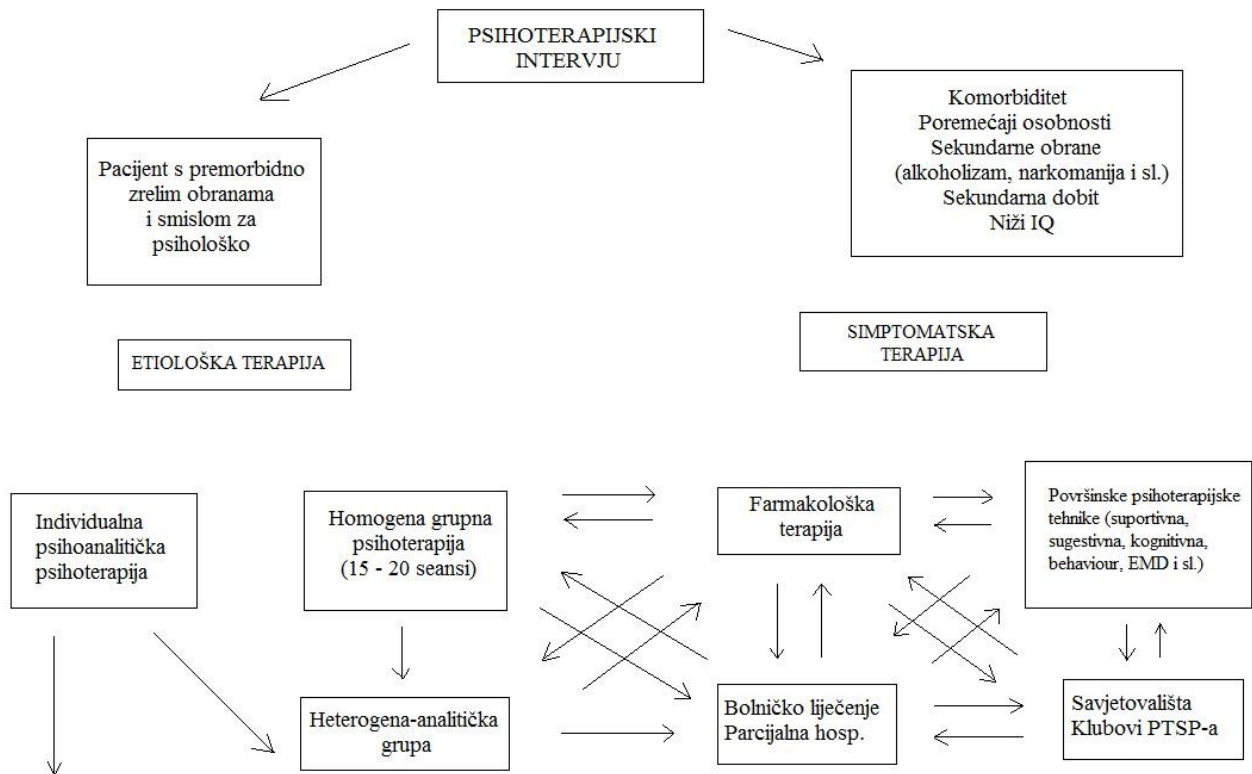 PSIHOTERAPIJSKI
INTERVJU
Pacijent s premorbidno
zrelim obranama
i smislom za
psihološko
Komorbiditet
Poremećaji osobnosti
Sekundarne obrane
(alkoholizam, narkomanija i sl.)
Sekundarna dobit
Niži IQ
ETIOLOŠKA TERAPIJA
SIMPTOMATSKA
TERAPIJA
Individualna
psihoanalitička
psihoterapija
Homogena grupna
psihoterapija
(15 - 20 seansi)
Farmakološka
terapija
Površinske psihoterapijske
tehnike (suportivna,
sugestivna, kognitivna,
behaviour, EMD i sl.)
Heterogena-analitička
grupa
Bolničko liječenje
Parcijalna hosp.
Savjetovališta
Klubovi PTSP-a